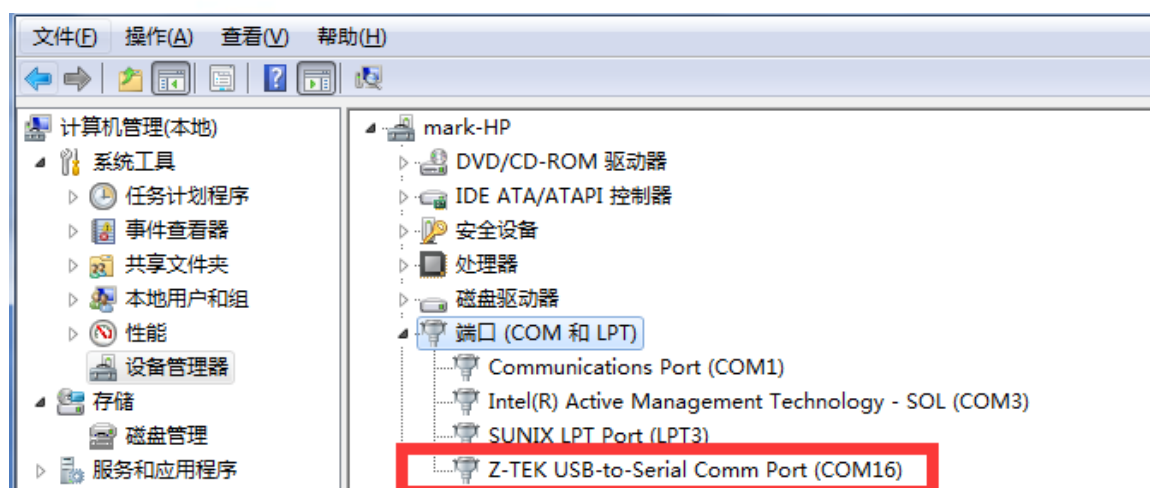 文件(F) 操作(A) 查看(V) 帮助(H)
计算机管理(本地)
系统工具
任务计划程序
事件查看器
共享文件夹
本地用户和组
性能
设备管理器
存储
磁盘管理
服务和应用程序
mark-HP
DVD/CD-ROM 驱动器
IDE ATA/ATAPI 控制器
安全设备
处理器
磁盘驱动器
端口 (COM 和 LPT)
Communications Port (COM1)
Intel(R) Active Management Technology - SOL (COM3)
SUNIX LPT Port (LPT3)
Z-TEK USB-to-Serial Comm Port (COM16)